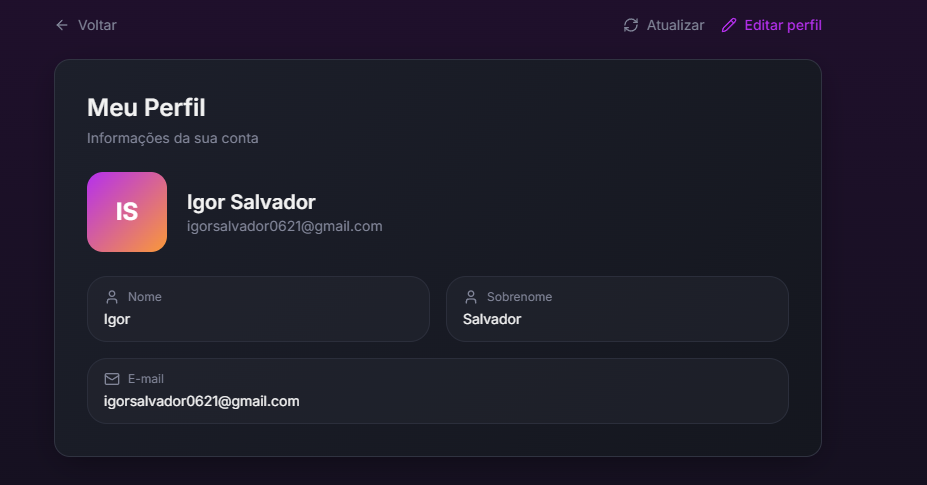 Voltar
Atualizar
Editar perfil
Meu Perfil
Informações da sua conta
IS
Igor Salvador
igorsalvador0621@gmail.com
Nome
Igor
Sobrenome
Salvador
E-mail
igorsalvador0621@gmail.com